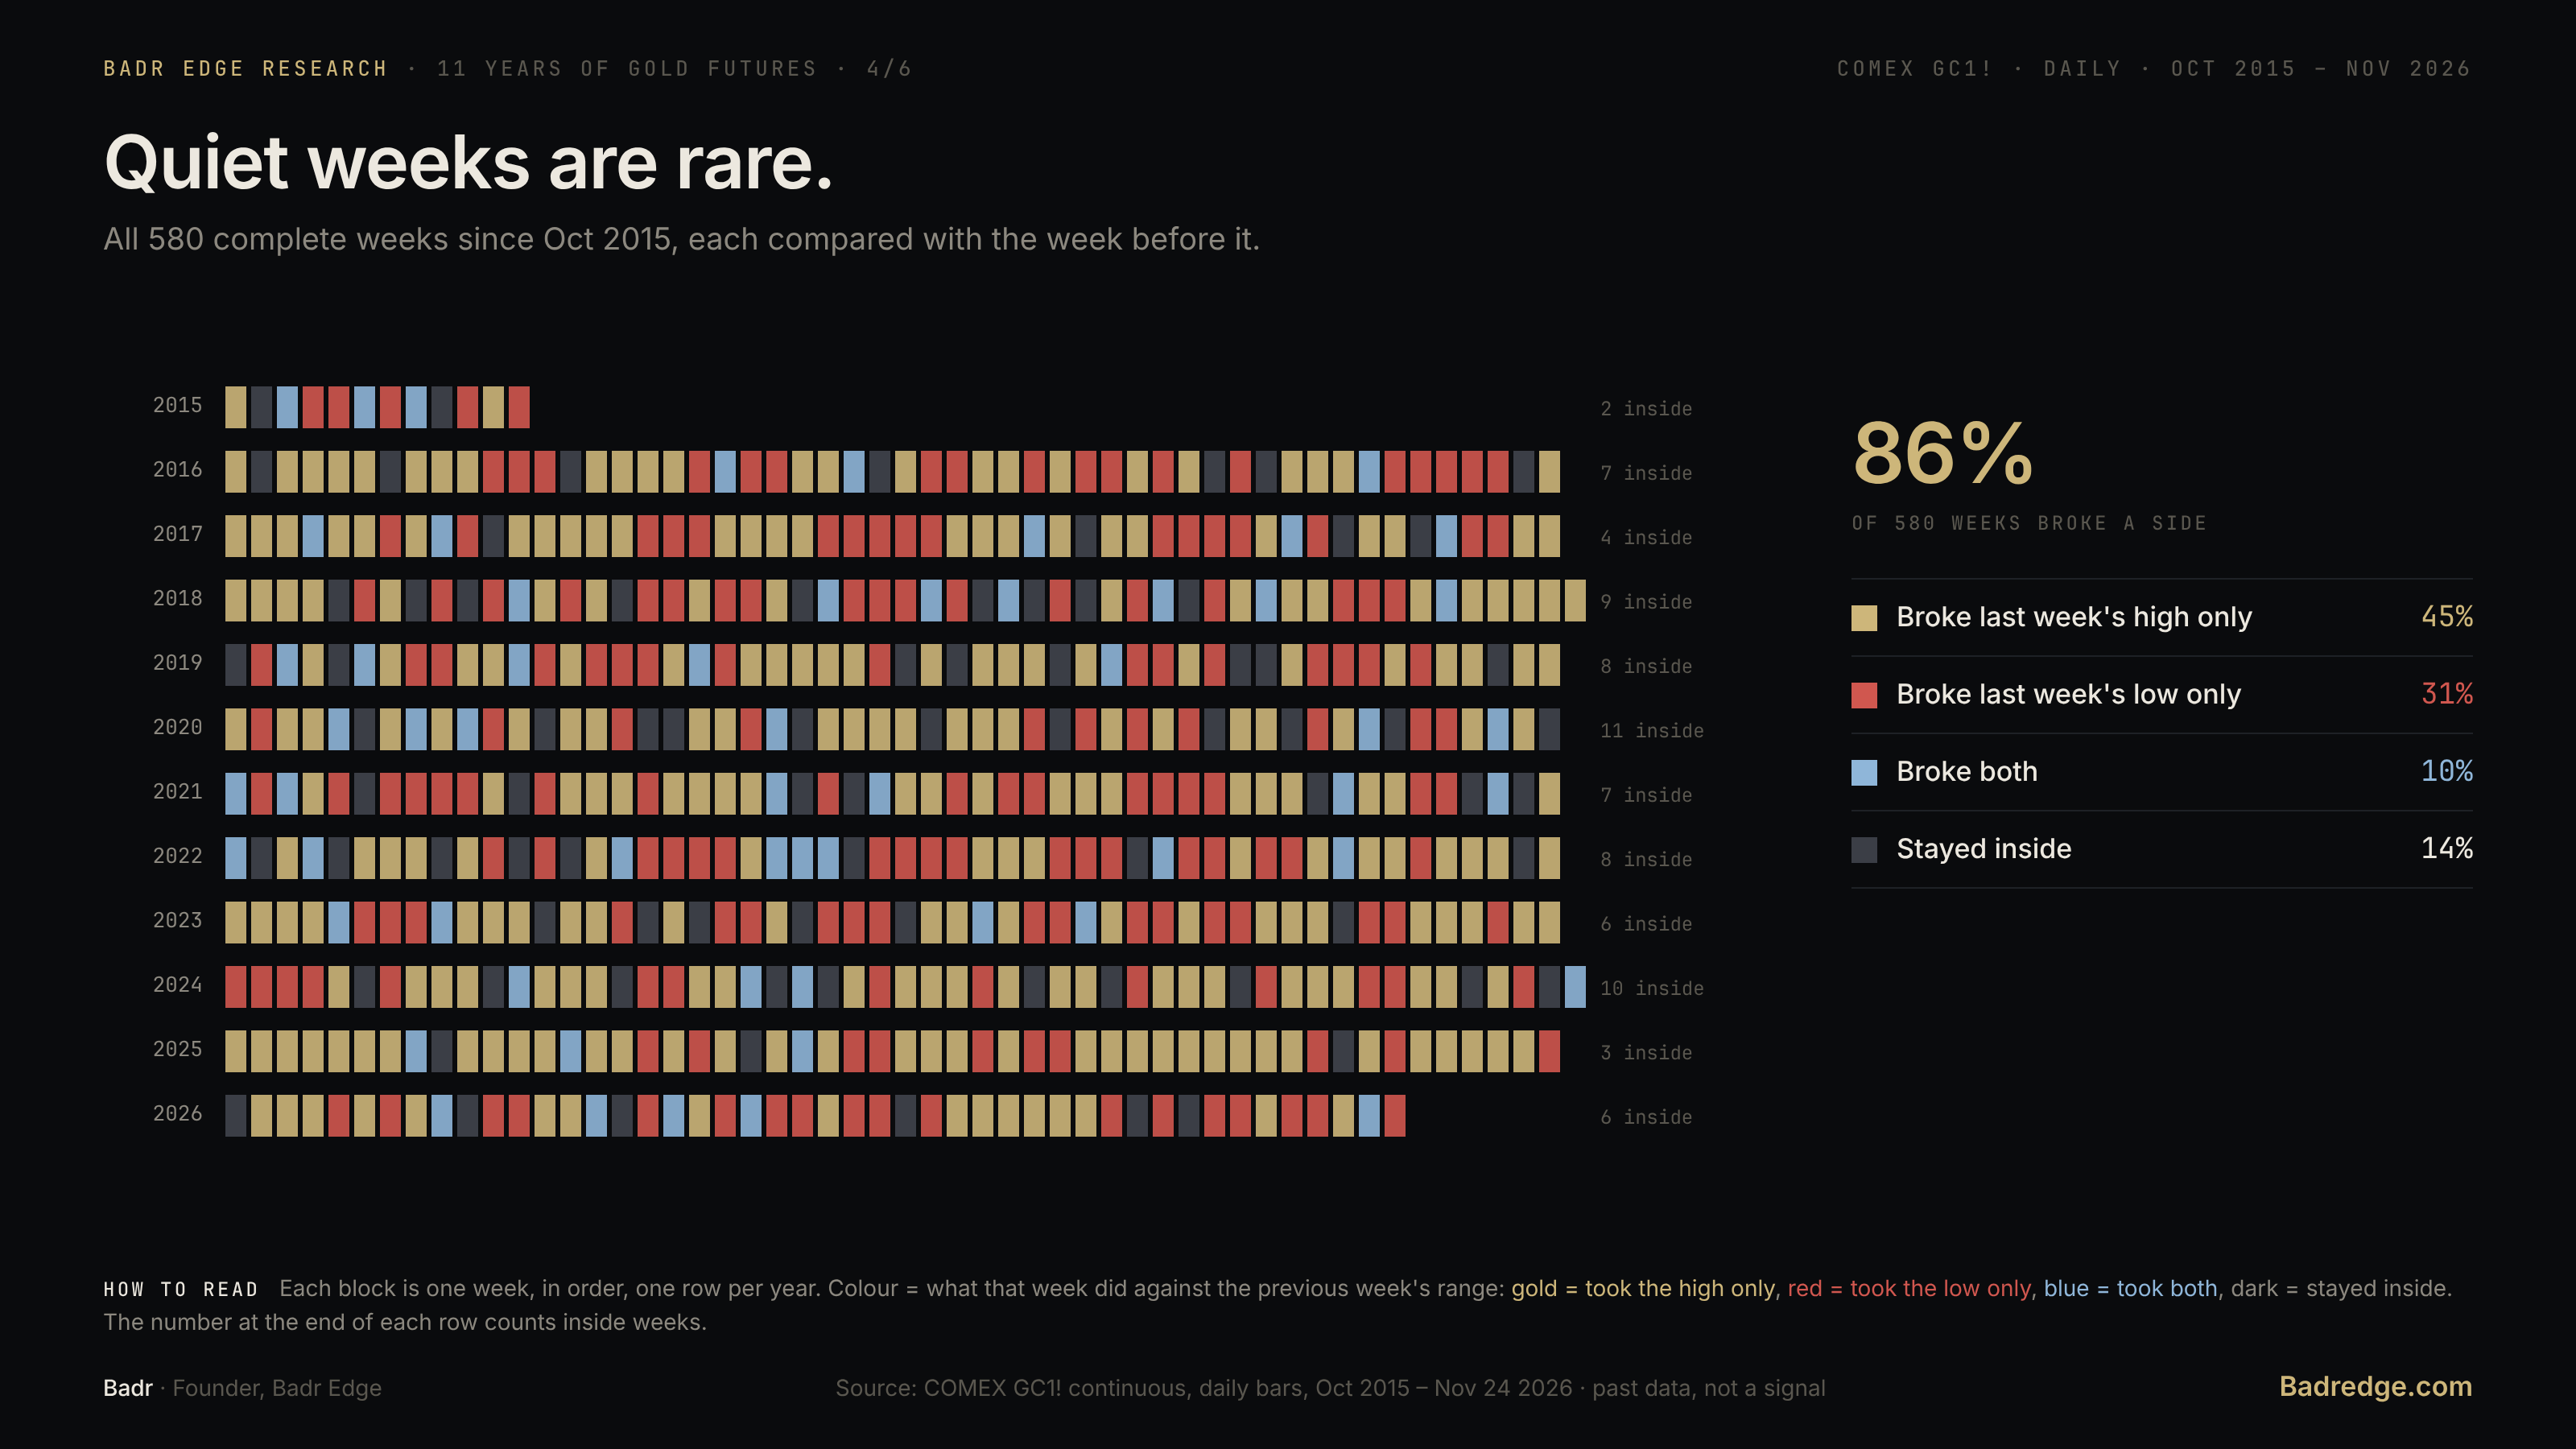 BADR EDGE RESEARCH · 11 YEARS OF GOLD FUTURES · 4/6
COMEX GC1! · DAILY · OCT 2015 – NOV 2026
Quiet weeks are rare.
All 580 complete weeks since Oct 2015, each compared with the week before it.
2015 2 inside
2016 7 inside
2017 4 inside
2018 9 inside
2019 8 inside
2020 11 inside
2021 7 inside
2022 8 inside
2023 6 inside
2024 10 inside
2025 3 inside
2026 6 inside
86%
OF 580 WEEKS BROKE A SIDE
Broke last week's high only 45%
Broke last week's low only 31%
Broke both 10%
Stayed inside 14%
HOW TO READ Each block is one week, in order, one row per year. Colour = what that week did against the previous week's range: gold = took the high only, red = took the low only, blue = took both, dark = stayed inside.
The number at the end of each row counts inside weeks.
Badr · Founder, Badr Edge
Source: COMEX GC1! continuous, daily bars, Oct 2015 – Nov 24 2026 · past data, not a signal
Badredge.com